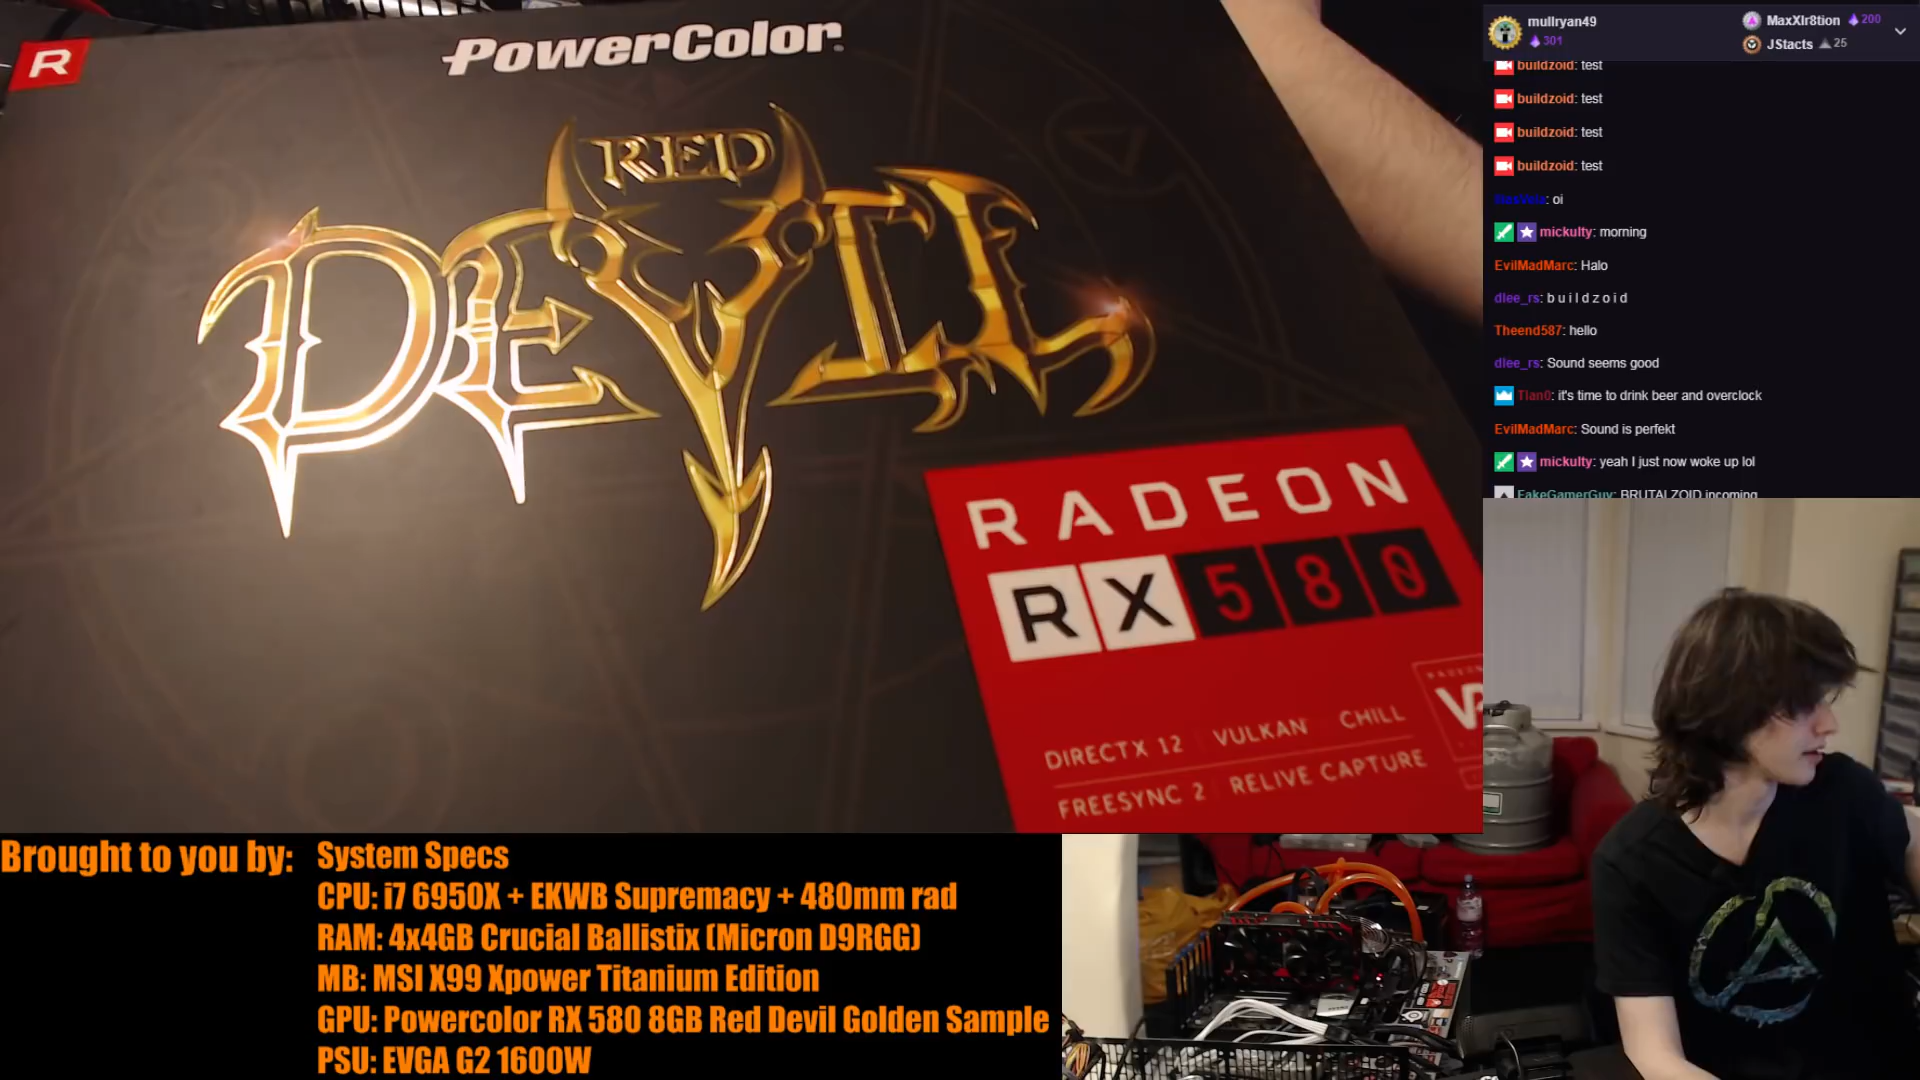 R
PowerColor
RED
DEVIL
RADEON
RX 580
DIRECTX 12 VULKAN CHILL
FREESYNC 2 RELIVE CAPTURE
mullryan49
301
MaxXlr8tion 200
JStacts 25
buildzoid: test
buildzoid: test
buildzoid: test
buildzoid: test
: oi
mickulty: morning
EvilMadMarc: Halo
dlee_rs: b u i l d z o i d
Theend587: hello
dlee_rs: Sound seems good
Tian0: it's time to drink beer and overclock
EvilMadMarc: Sound is perfekt
mickulty: yeah I just now woke up lol
FakeGamerGuy: BRUTALZOID incoming
Brought to you by:
System Specs
CPU: i7 6950X + EKWB Supremacy + 480mm rad
RAM: 4x4GB Crucial Ballistix (Micron D9RGG)
MB: MSI X99 Xpower Titanium Edition
GPU: Powercolor RX 580 8GB Red Devil Golden Sample
PSU: EVGA G2 1600W